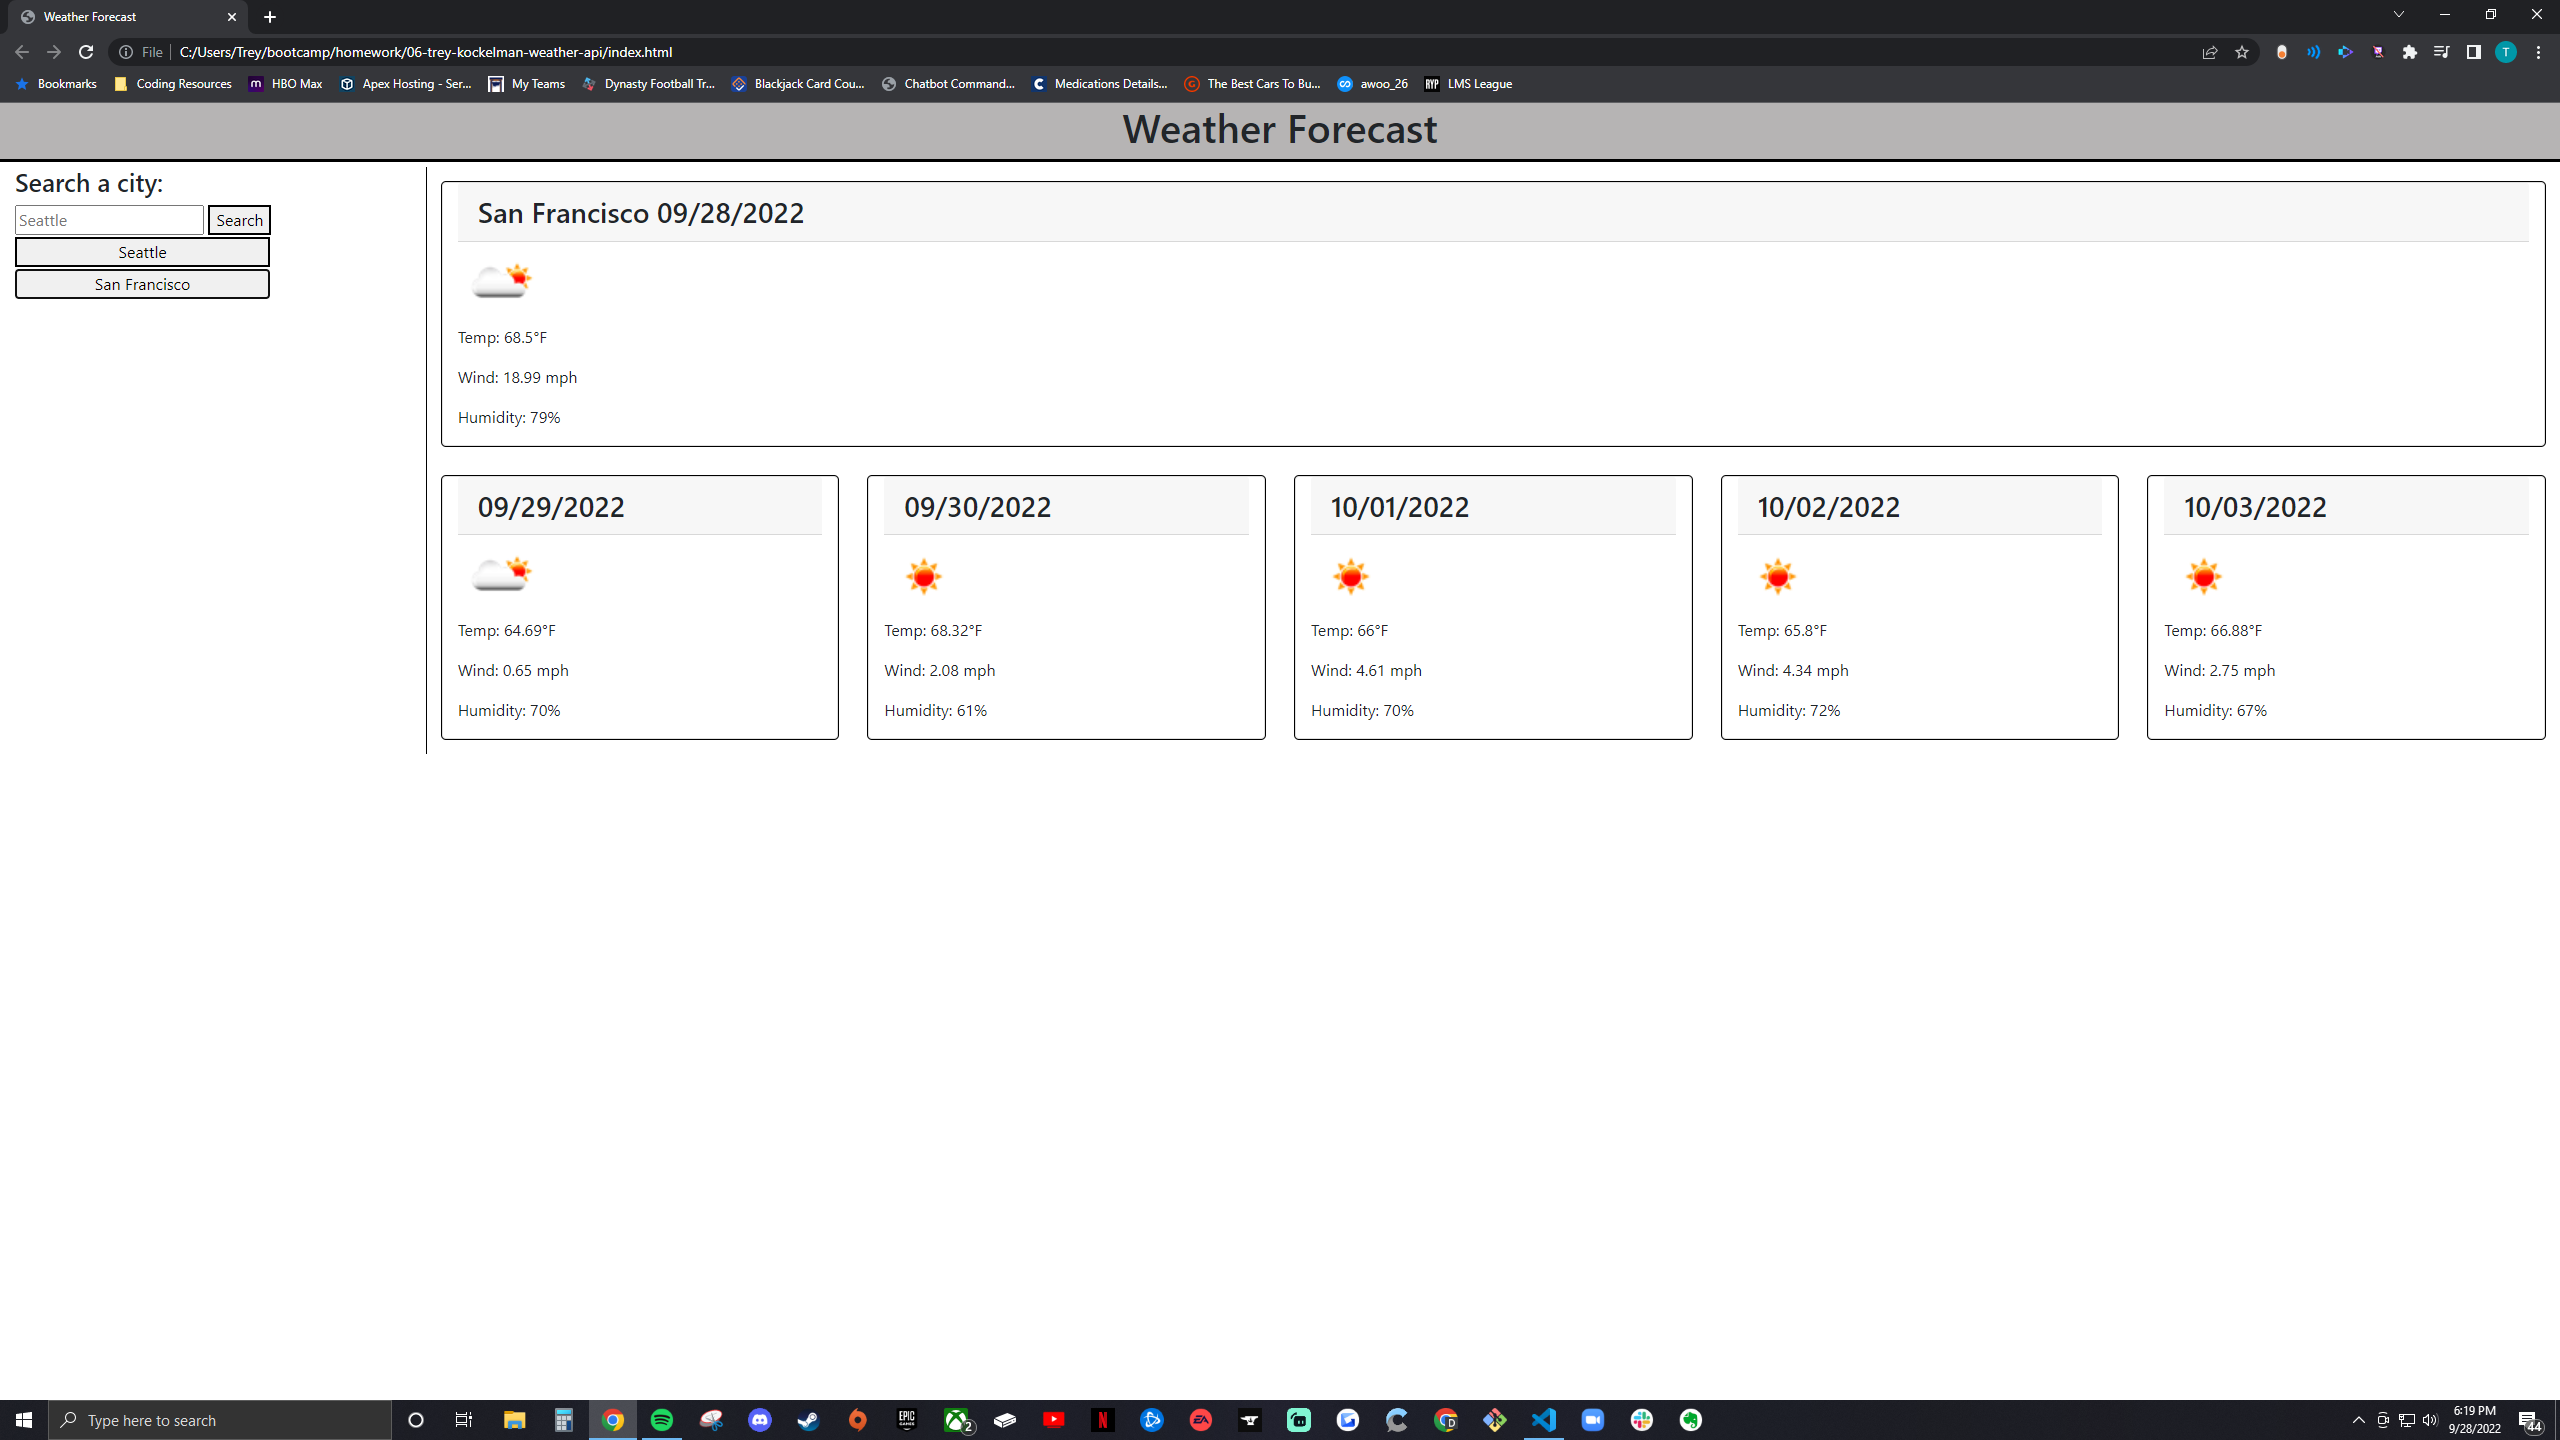 Weather Forecast
File C:/Users/Trey/bootcamp/homework/06-trey-kockelman-weather-api/index.html
T
Bookmarks Coding Resources HBO Max Apex Hosting - Ser... My Teams Dynasty Football Tr... Blackjack Card Cou... Chatbot Command... Medications Details... The Best Cars To Bu... awoo_26 LMS League
Weather Forecast
Search a city:
Seattle Search
Seattle
San Francisco
San Francisco 09/28/2022
Temp: 68.5°F
Wind: 18.99 mph
Humidity: 79%
09/29/2022
Temp: 64.69°F
Wind: 0.65 mph
Humidity: 70%
09/30/2022
Temp: 68.32°F
Wind: 2.08 mph
Humidity: 61%
10/01/2022
Temp: 66°F
Wind: 4.61 mph
Humidity: 70%
10/02/2022
Temp: 65.8°F
Wind: 4.34 mph
Humidity: 72%
10/03/2022
Temp: 66.88°F
Wind: 2.75 mph
Humidity: 67%
Type here to search
EPIC GAMES
2
N
EA
D
6:19 PM
9/28/2022
44